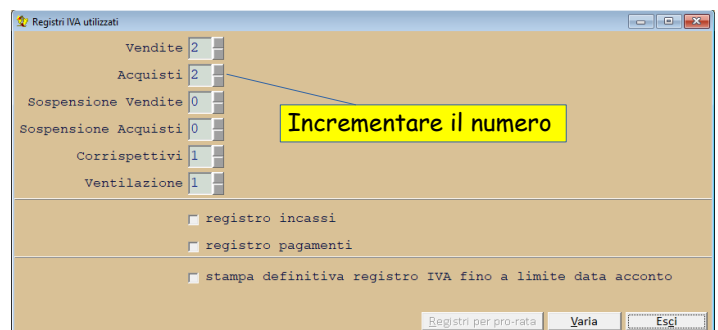 Registri IVA utilizzati
Vendite 2
Acquisti 2
Sospensione Vendite 0
Incrementare il numero
Sospensione Acquisti 0
Corrispettivi 1
Ventilazione 1
registro incassi
registro pagamenti
stampa definitiva registro IVA fino a limite data acconto
Registri per pro-rata Varia Esci